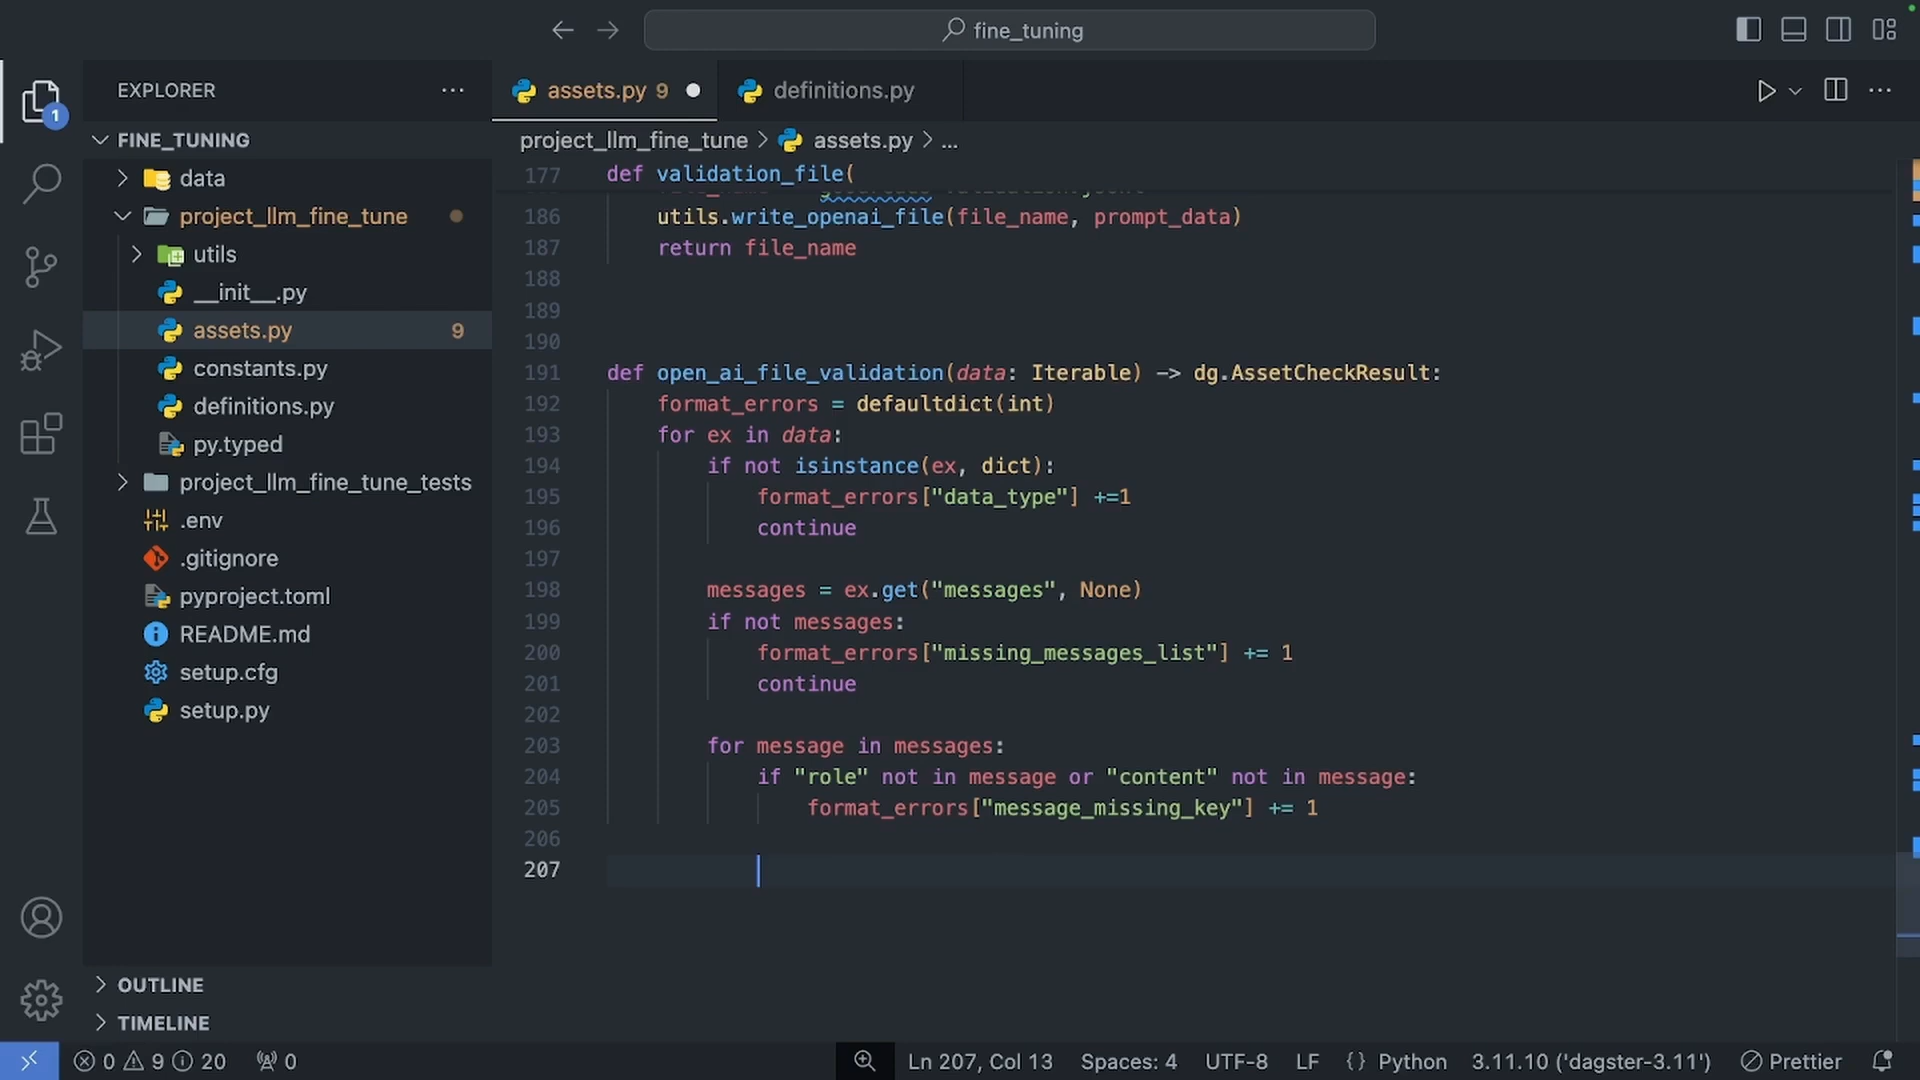 fine_tuning
EXPLORER
assets.py 9
definitions.py
1
FINE_TUNING
project_llm_fine_tune > assets.py > ...
data
project_llm_fine_tune
utils
__init__.py
assets.py 9
constants.py
definitions.py
py.typed
project_llm_fine_tune_tests
.env
.gitignore
pyproject.toml
README.md
setup.cfg
setup.py
OUTLINE
TIMELINE
177 def validation_file(
186 utils.write_openai_file(file_name, prompt_data)
187 return file_name
188
189
190
191 def open_ai_file_validation(data: Iterable) -> dg.AssetCheckResult:
192 format_errors = defaultdict(int)
193 for ex in data:
194 if not isinstance(ex, dict):
195 format_errors["data_type"] +=1
196 continue
197
198 messages = ex.get("messages", None)
199 if not messages:
200 format_errors["missing_messages_list"] += 1
201 continue
202
203 for message in messages:
204 if "role" not in message or "content" not in message:
205 format_errors["message_missing_key"] += 1
206
207
0 9 20 0
Ln 207, Col 13 Spaces: 4 UTF-8 LF {} Python 3.11.10 ('dagster-3.11') Prettier